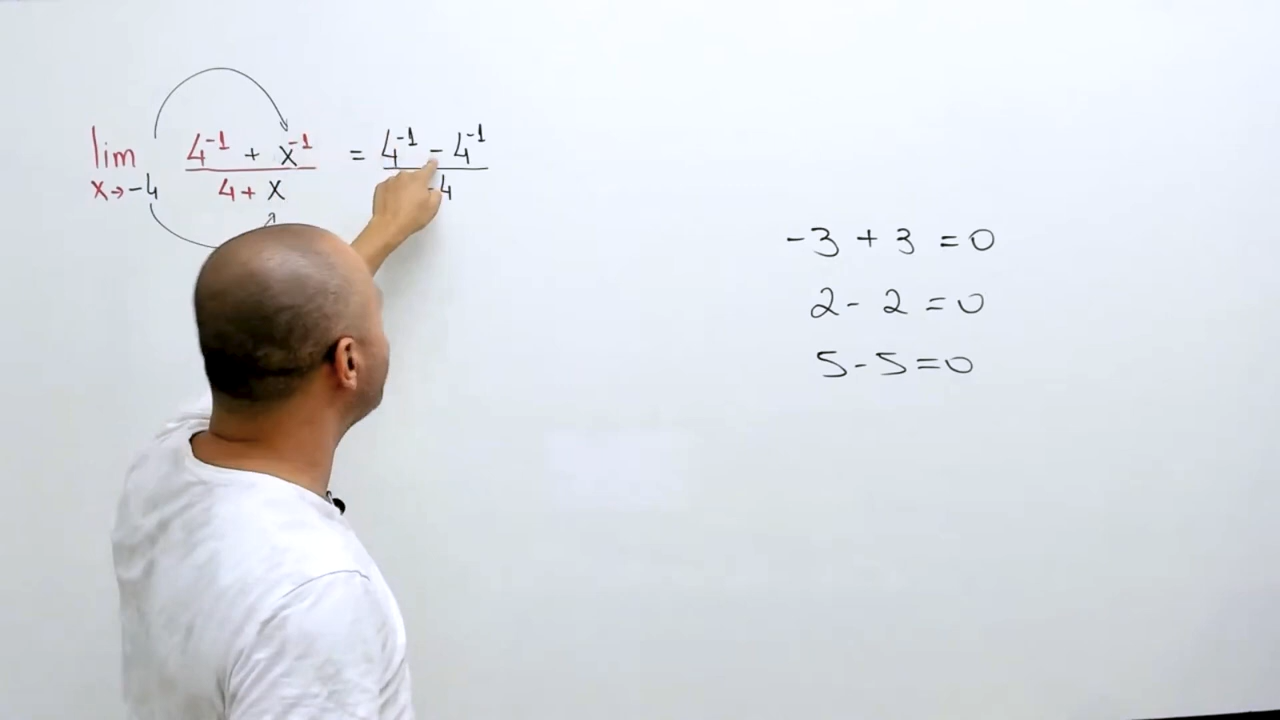 lim x→-4 (4⁻¹ + x⁻¹)/(4 + x) = (4⁻¹ - 4⁻¹)/(-4)
-3 + 3 = 0
2 - 2 = 0
5 - 5 = 0